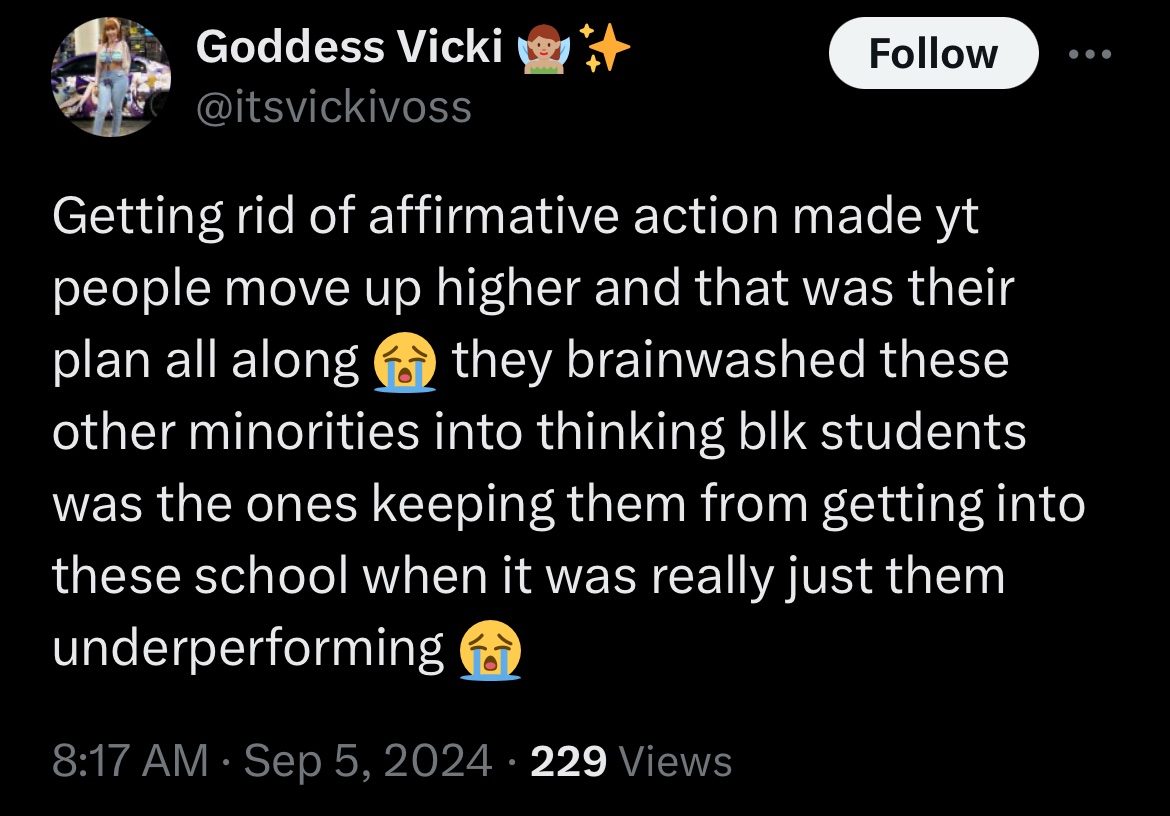 Goddess Vicki 🧚🏽‍♀️✨
Follow
@itsvickivoss
Getting rid of affirmative action made yt
people move up higher and that was their
plan all along 😭 they brainwashed these
other minorities into thinking blk students
was the ones keeping them from getting into
these school when it was really just them
underperforming 😭
8:17 AM · Sep 5, 2024 · 229 Views